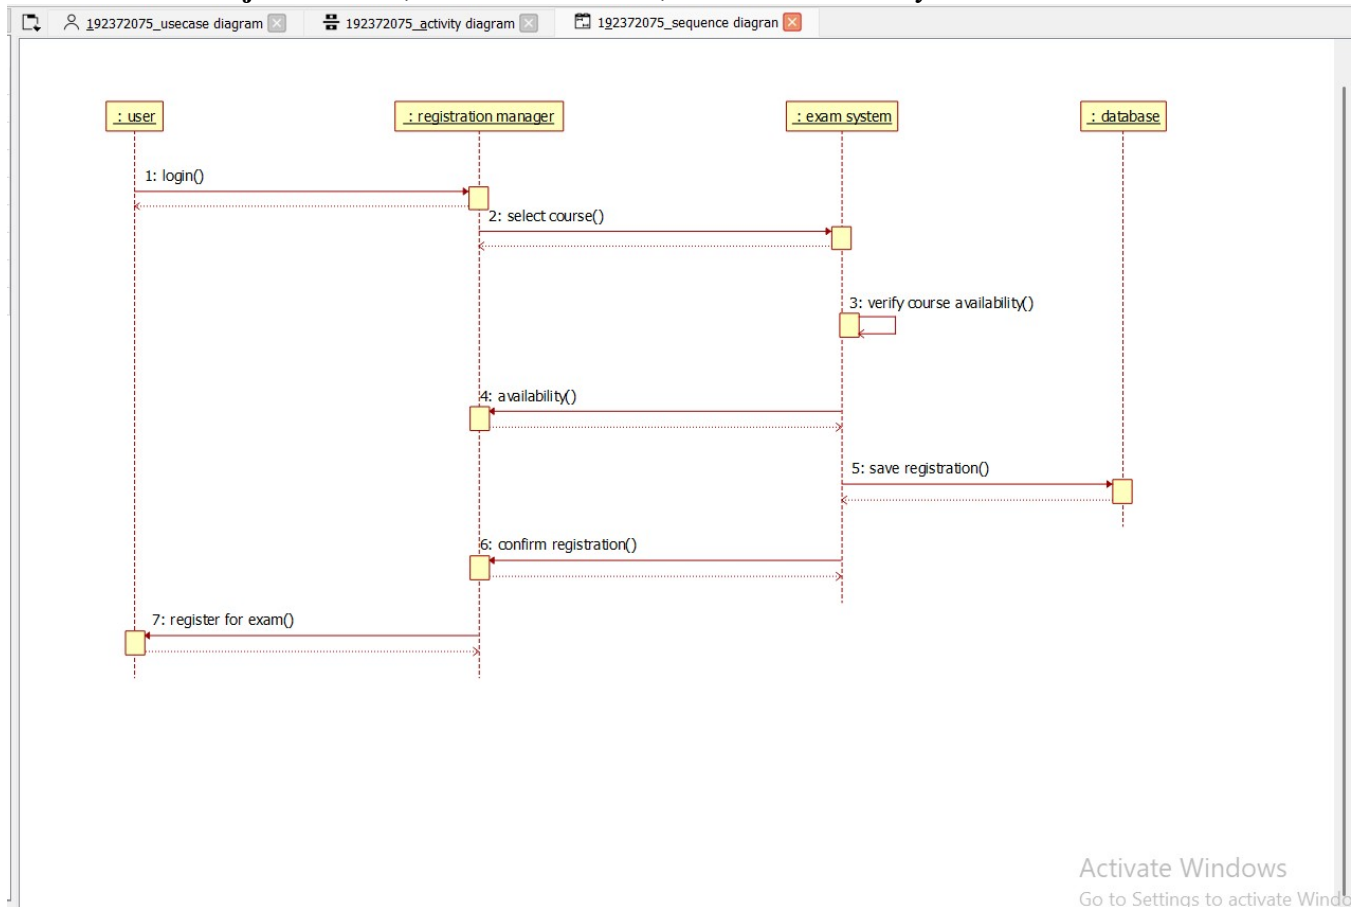 192372075_usecase diagram
192372075_activity diagram
192372075_sequence diagran
: user
: registration manager
: exam system
: database
1: login()
2: select course()
3: verify course availability()
4: availability()
5: save registration()
6: confirm registration()
7: register for exam()
Activate Windows
Go to Settings to activate Windo